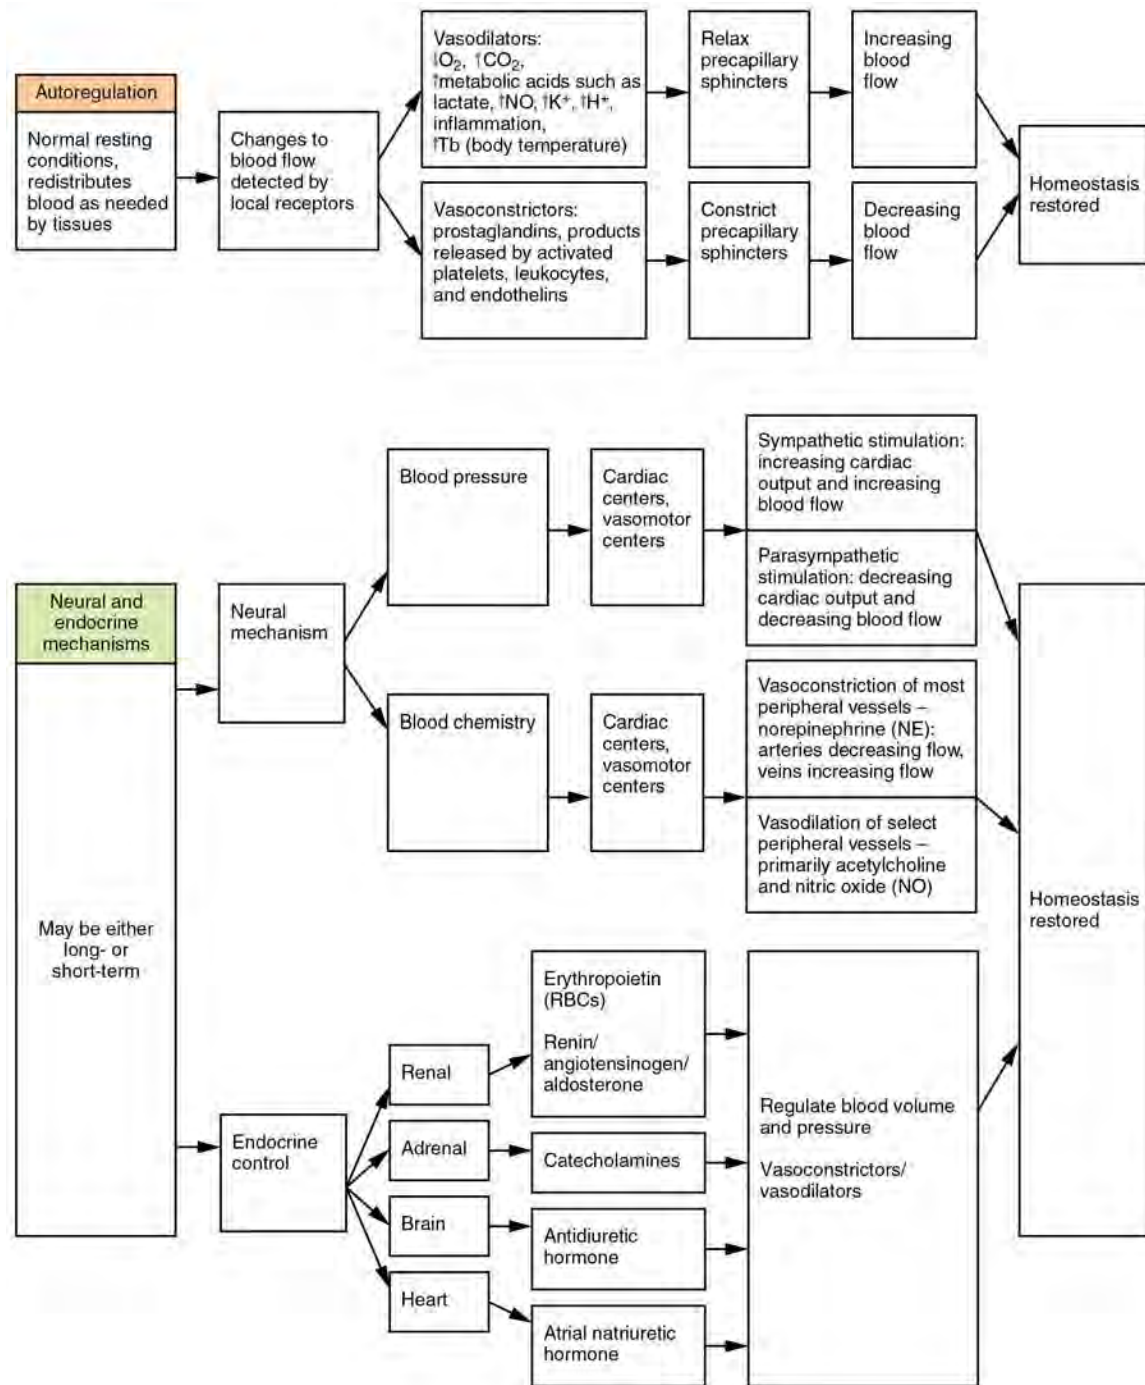 Autoregulation
Normal resting
conditions,
redistributes
blood as needed
by tissues
Changes to
blood flow
detected by
local receptors
Vasodilators:
↓O₂, ↑CO₂,
↑metabolic acids such as
lactate, ↑NO, ↑K⁺, ↑H⁺,
inflammation,
↑Tb (body temperature)
Relax
precapillary
sphincters
Increasing
blood
flow
Vasoconstrictors:
prostaglandins, products
released by activated
platelets, leukocytes,
and endothelins
Constrict
precapillary
sphincters
Decreasing
blood
flow
Homeostasis
restored
Neural and
endocrine
mechanisms
May be either
long- or
short-term
Neural
mechanism
Blood pressure
Cardiac
centers,
vasomotor
centers
Sympathetic stimulation:
increasing cardiac
output and increasing
blood flow
Parasympathetic
stimulation: decreasing
cardiac output and
decreasing blood flow
Blood chemistry
Cardiac
centers,
vasomotor
centers
Vasoconstriction of most
peripheral vessels –
norepinephrine (NE):
arteries decreasing flow,
veins increasing flow
Vasodilation of select
peripheral vessels –
primarily acetylcholine
and nitric oxide (NO)
Endocrine
control
Renal
Erythropoietin
(RBCs)
Renin/
angiotensinogen/
aldosterone
Adrenal
Catecholamines
Brain
Antidiuretic
hormone
Heart
Atrial natriuretic
hormone
Regulate blood volume
and pressure
Vasoconstrictors/
vasodilators
Homeostasis
restored